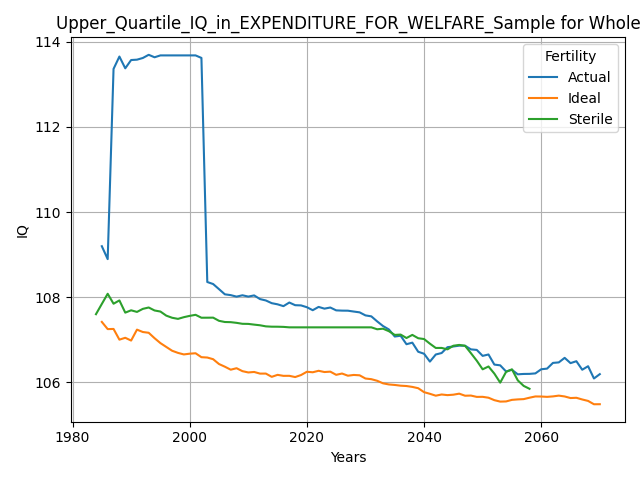 Upper_Quartile_IQ_in_EXPENDITURE_FOR_WELFARE_Sample for Whole
114
112
110
108
106
IQ
Fertility
Actual
Ideal
Sterile
1980
2000
2020
2040
2060
Years